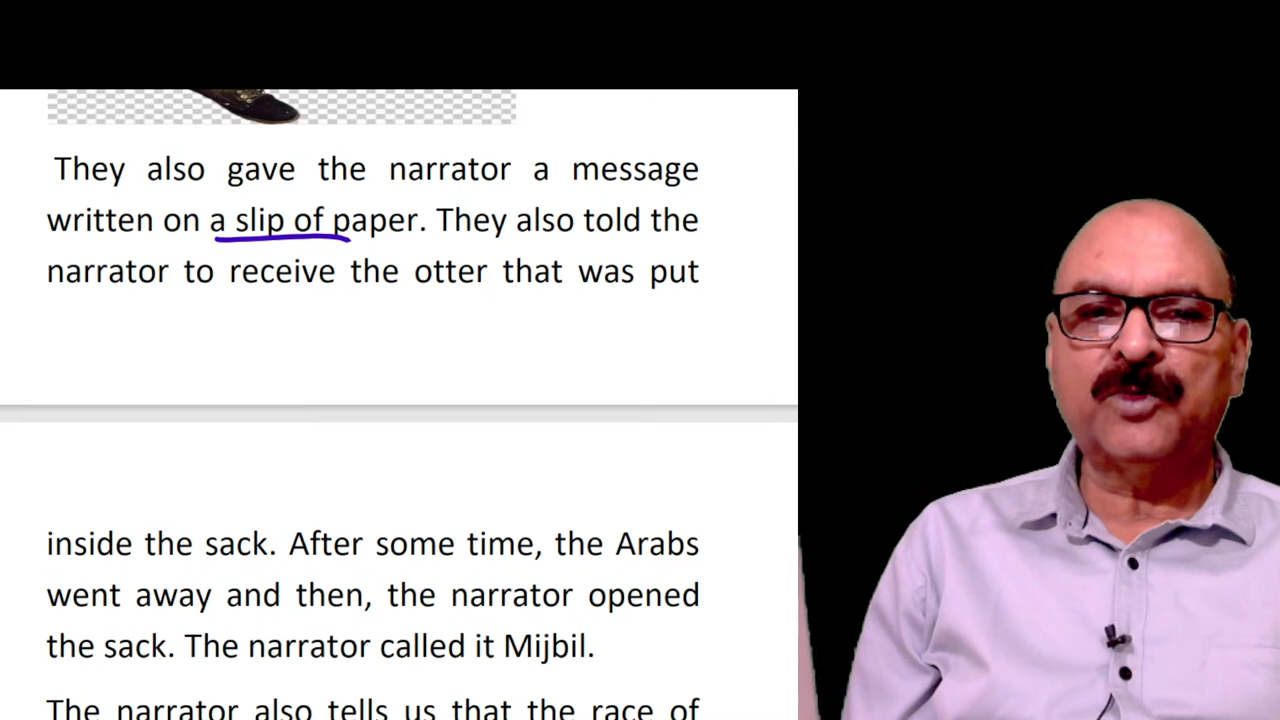 They also gave the narrator a message
written on a slip of paper. They also told the
narrator to receive the otter that was put
inside the sack. After some time, the Arabs
went away and then, the narrator opened
the sack. The narrator called it Mijbil.
The narrator also tells us that the race of